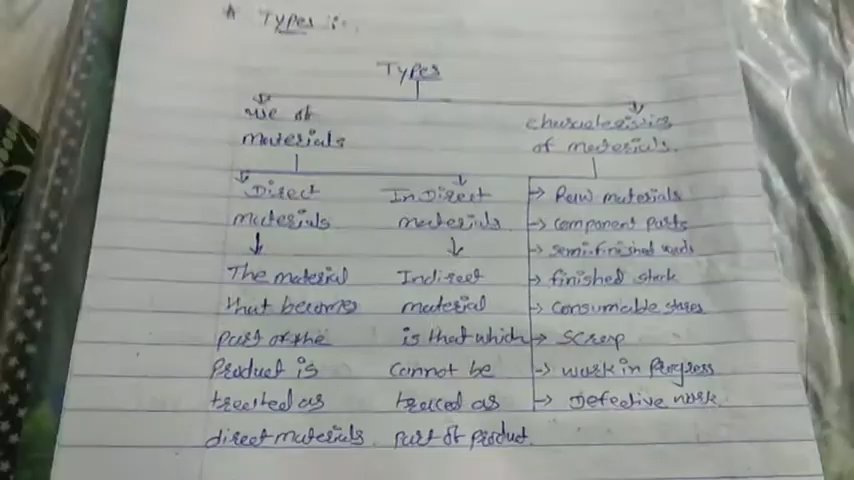 * Types :-
Types
use of
materials
characteristics
of materials.
Direct
materials
↓
The material
that becomes
Part of the
Product is
treated as
direct materials.
InDirect
materials
↓
Indirect
material
is that which
cannot be
traced as
part of product.
→ Raw materials
→ component parts
→ semi-finished
→ finished stock
→ consumable stores
→ scrap
→ work in Progress
→ Defective work.